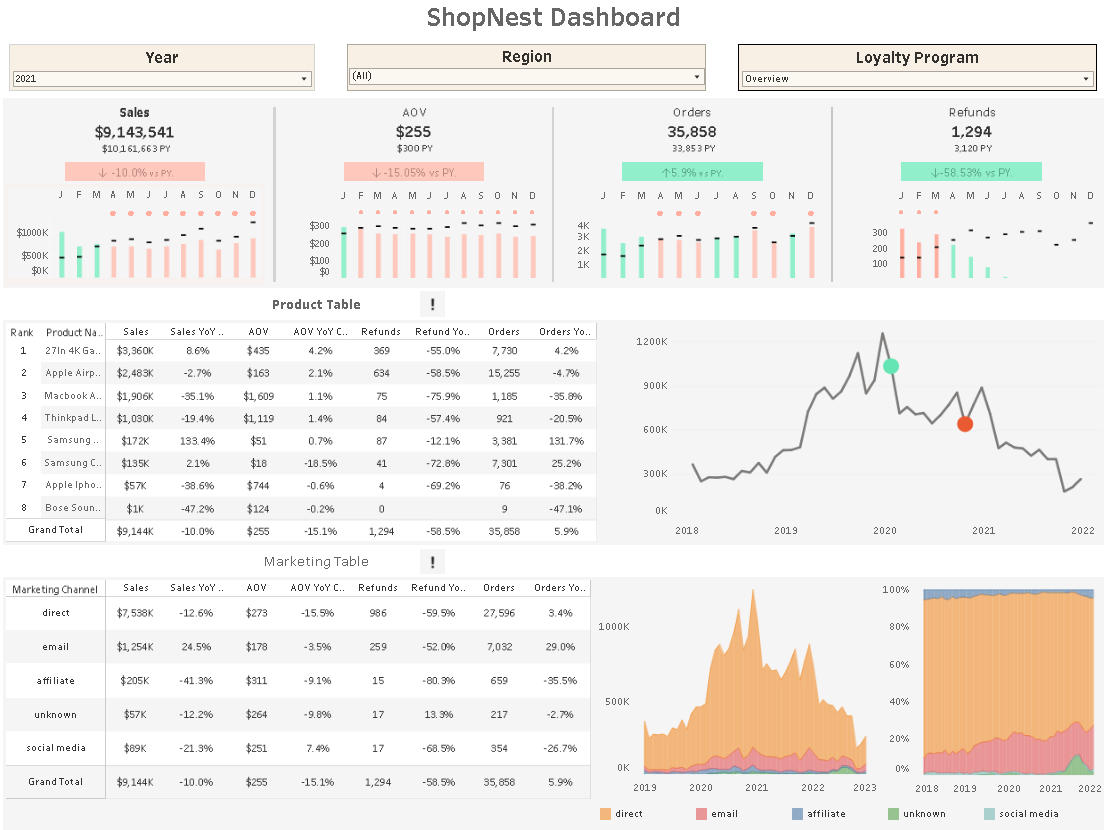 ShopNest Dashboard
Year
2021
Region
(All)
Loyalty Program
Overview
Sales
$9,143,541
$10,161,663 PY
↓ -10.0% vs PY.
J F M A M J J A S O N D
$1000K
$500K
$0K
AOV
$255
$300 PY
↓ -15.05% vs PY.
J F M A M J J A S O N D
$300
$200
$100
$0
Orders
35,858
33,853 PY
↑5.9% vs PY.
J F M A M J J A S O N D
4K
3K
2K
1K
Refunds
1,294
3,120 PY
↓-58.53% vs PY.
J F M A M J J A S O N D
300
200
100
Product Table !
Rank Product Na.. Sales Sales YoY .. AOV AOV YoY C.. Refunds Refund Yo.. Orders Orders Yo..
1 27In 4K Ga.. $3,360K 8.6% $435 4.2% 369 -55.0% 7,730 4.2%
2 Apple Airp.. $2,483K -2.7% $163 2.1% 634 -58.5% 15,255 -4.7%
3 Macbook A.. $1,906K -35.1% $1,609 1.1% 75 -75.9% 1,185 -35.8%
4 Thinkpad L.. $1,030K -19.4% $1,119 1.4% 84 -57.4% 921 -20.5%
5 Samsung .. $172K 133.4% $51 0.7% 87 -12.1% 3,381 131.7%
6 Samsung C.. $135K 2.1% $18 -18.5% 41 -72.8% 7,301 25.2%
7 Apple Ipho.. $57K -38.6% $744 -0.6% 4 -69.2% 76 -38.2%
8 Bose Soun.. $1K -47.2% $124 -0.2% 0 9 -47.1%
Grand Total $9,144K -10.0% $255 -15.1% 1,294 -58.5% 35,858 5.9%
1200K
900K
600K
300K
0K
2018 2019 2020 2021 2022
Marketing Table !
Marketing Channel Sales Sales YoY .. AOV AOV YoY C.. Refunds Refund Yo.. Orders Orders Yo..
direct $7,538K -12.6% $273 -15.5% 986 -59.5% 27,596 3.4%
email $1,254K 24.5% $178 -3.5% 259 -52.0% 7,032 29.0%
affiliate $205K -41.3% $311 -9.1% 15 -80.3% 659 -35.5%
unknown $57K -12.2% $264 -9.8% 17 13.3% 217 -2.7%
social media $89K -21.3% $251 7.4% 17 -68.5% 354 -26.7%
Grand Total $9,144K -10.0% $255 -15.1% 1,294 -58.5% 35,858 5.9%
1000K
500K
0K
2019 2020 2021 2022 2023
100%
80%
60%
40%
20%
0%
2018 2019 2020 2021 2022
direct email affiliate unknown social media